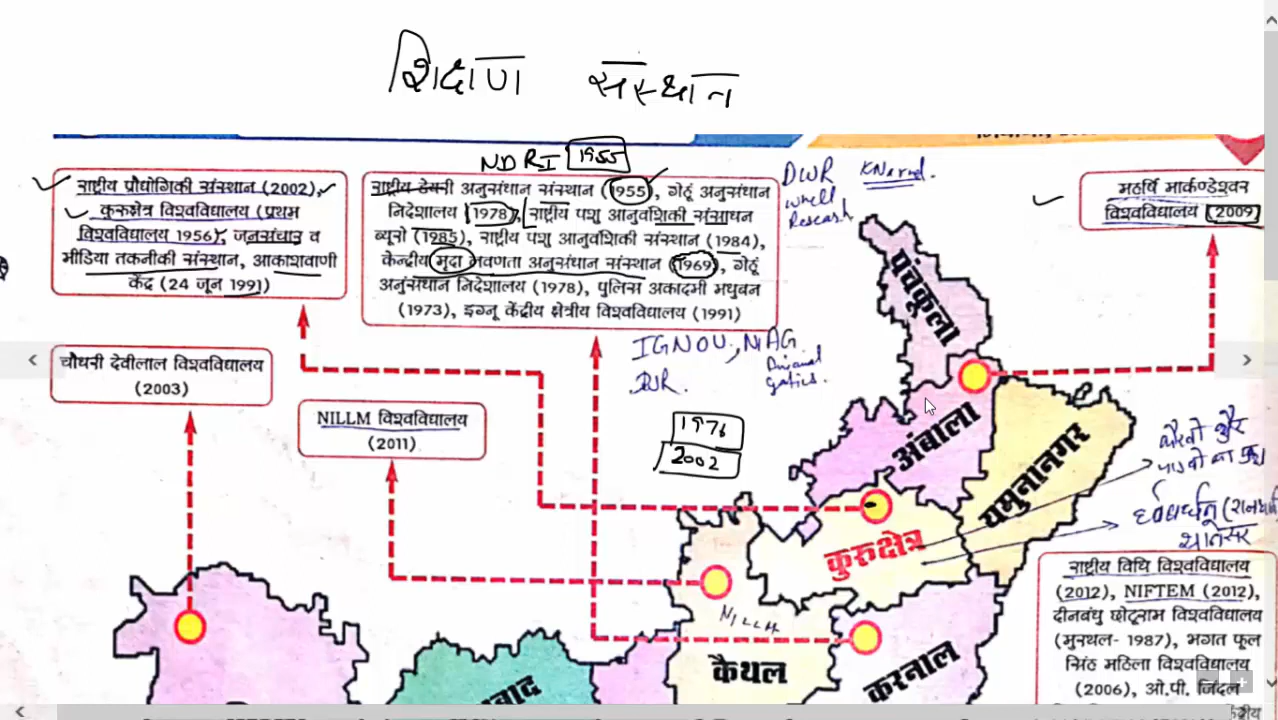 शिक्षण संस्थान
NDRI 1955
राष्ट्रीय प्रौद्योगिकी संस्थान (2002),
कुरुक्षेत्र विश्वविद्यालय (प्रथम
विश्वविद्यालय 1956), जनसंचार व
मीडिया तकनीकी संस्थान, आकाशवाणी
केंद्र (24 जून 1991)
राष्ट्रीय डेयरी अनुसंधान संस्थान (1955), गेहूं अनुसंधान
निदेशालय (1978), राष्ट्रीय पशु आनुवंशिकी संसाधन
ब्यूरो (1985), राष्ट्रीय पशु आनुवंशिकी संस्थान (1984),
केन्द्रीय मृदा लवणता अनुसंधान संस्थान (1969), गेहूं
अनुसंधान निदेशालय (1978), पुलिस अकादमी मधुबन
(1973), इग्नू केंद्रीय क्षेत्रीय विश्वविद्यालय (1991)
DWR Karnal.
महर्षि मार्कण्डेश्वर
विश्वविद्यालय (2009)
पंचकूला
IGNOU, NIAG
DWR.
चौधरी देवीलाल विश्वविद्यालय
(2003)
NILLM विश्वविद्यालय
(2011)
1976
2002
अंबाला
यमुनानगर
कुरुक्षेत्र
थानेसर
राष्ट्रीय विधि विश्वविद्यालय
(2012), NIFTEM (2012),
दीनबंधु छोटूराम विश्वविद्यालय
(मुरथल- 1987), भगत फूल
सिंह महिला विश्वविद्यालय
(2006), ओ.पी. जिंदल
NILLM
कैथल
करनाल